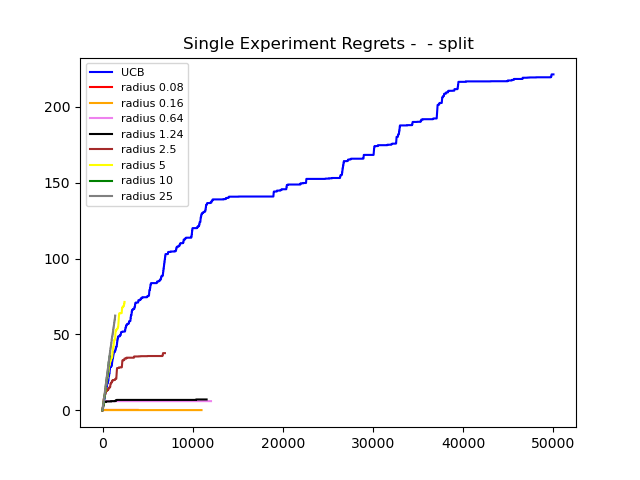 Single Experiment Regrets -  - split
UCB
radius 0.08
radius 0.16
radius 0.64
radius 1.24
radius 2.5
radius 5
radius 10
radius 25
200
150
100
50
0
0 10000 20000 30000 40000 50000